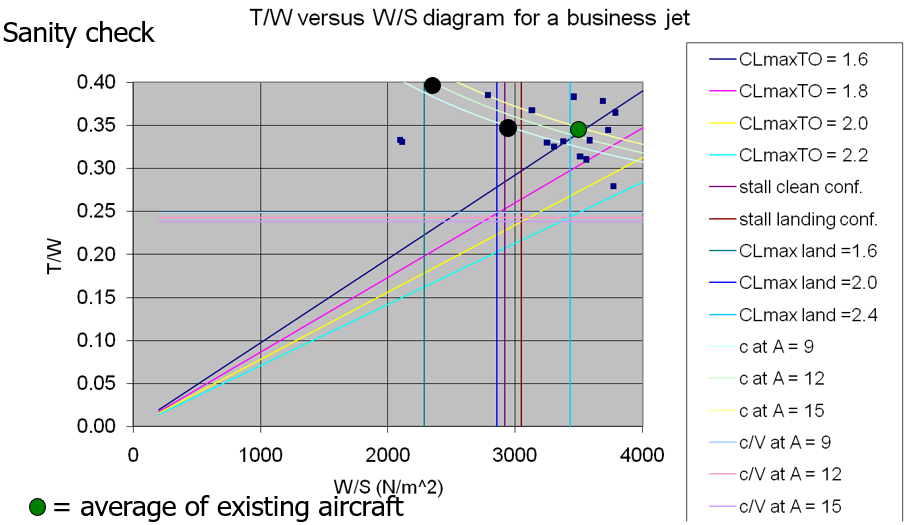 T/W versus W/S diagram for a business jet
Sanity check
0.40
0.35
0.30
0.25
0.20
0.15
0.10
0.05
0.00
T/W
0 1000 2000 3000 4000
W/S (N/m^2)
= average of existing aircraft
CLmaxTO = 1.6
CLmaxTO = 1.8
CLmaxTO = 2.0
CLmaxTO = 2.2
stall clean conf.
stall landing conf.
CLmax land =1.6
CLmax land =2.0
CLmax land =2.4
c at A = 9
c at A = 12
c at A = 15
c/V at A = 9
c/V at A = 12
c/V at A = 15